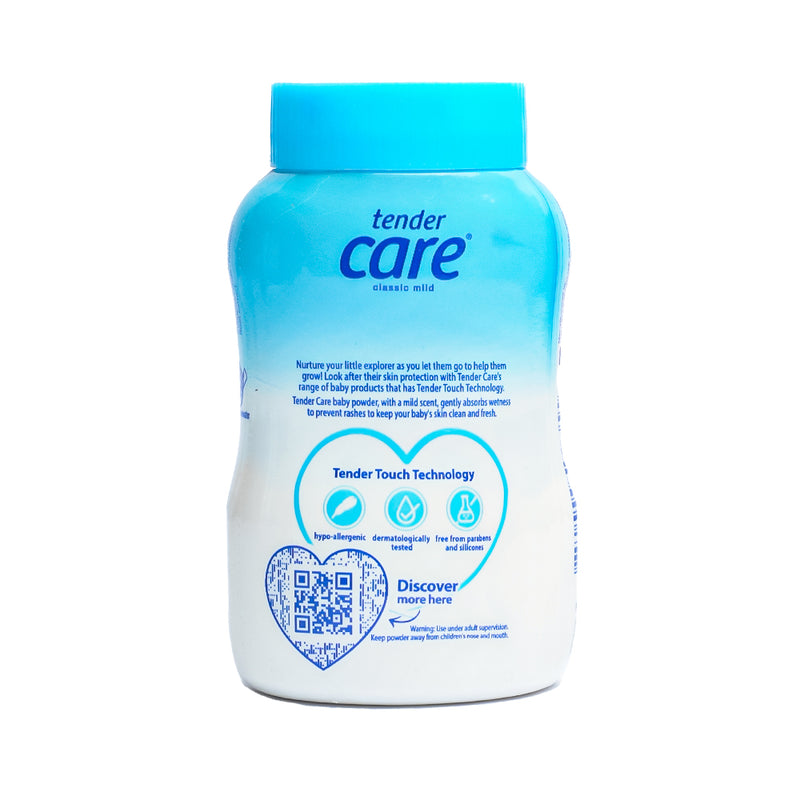 tender
care®
classic mild
Nurture your little explorer as you let them go to help them
grow! Look after their skin protection with Tender Care's
range of baby products that has Tender Touch Technology.
Tender Care baby powder, with a mild scent, gently absorbs wetness
to prevent rashes to keep your baby's skin clean and fresh.
Tender Touch Technology
hypo-allergenic
dermatologically
tested
free from parabens
and silicones
Discover
more here
Warning: Use under adult supervision.
Keep powder away from children's nose and mouth.